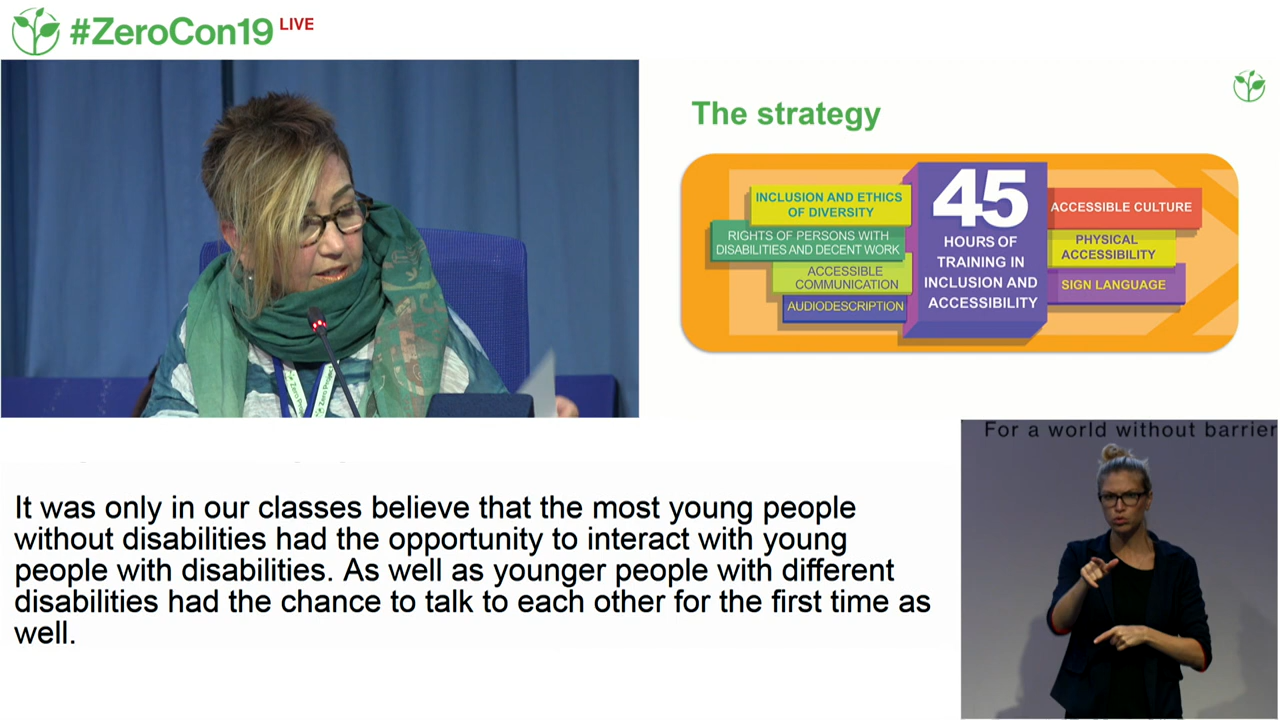 #ZeroCon19 LIVE
The strategy
INCLUSION AND ETHICS
OF DIVERSITY
RIGHTS OF PERSONS WITH
DISABILITIES AND DECENT WORK
ACCESSIBLE
COMMUNICATION
AUDIODESCRIPTION
45
HOURS OF
TRAINING IN
INCLUSION AND
ACCESSIBILITY
ACCESSIBLE CULTURE
PHYSICAL
ACCESSIBILITY
SIGN LANGUAGE
For a world without barrier
It was only in our classes believe that the most young people
without disabilities had the opportunity to interact with young
people with disabilities. As well as younger people with different
disabilities had the chance to talk to each other for the first time as
well.